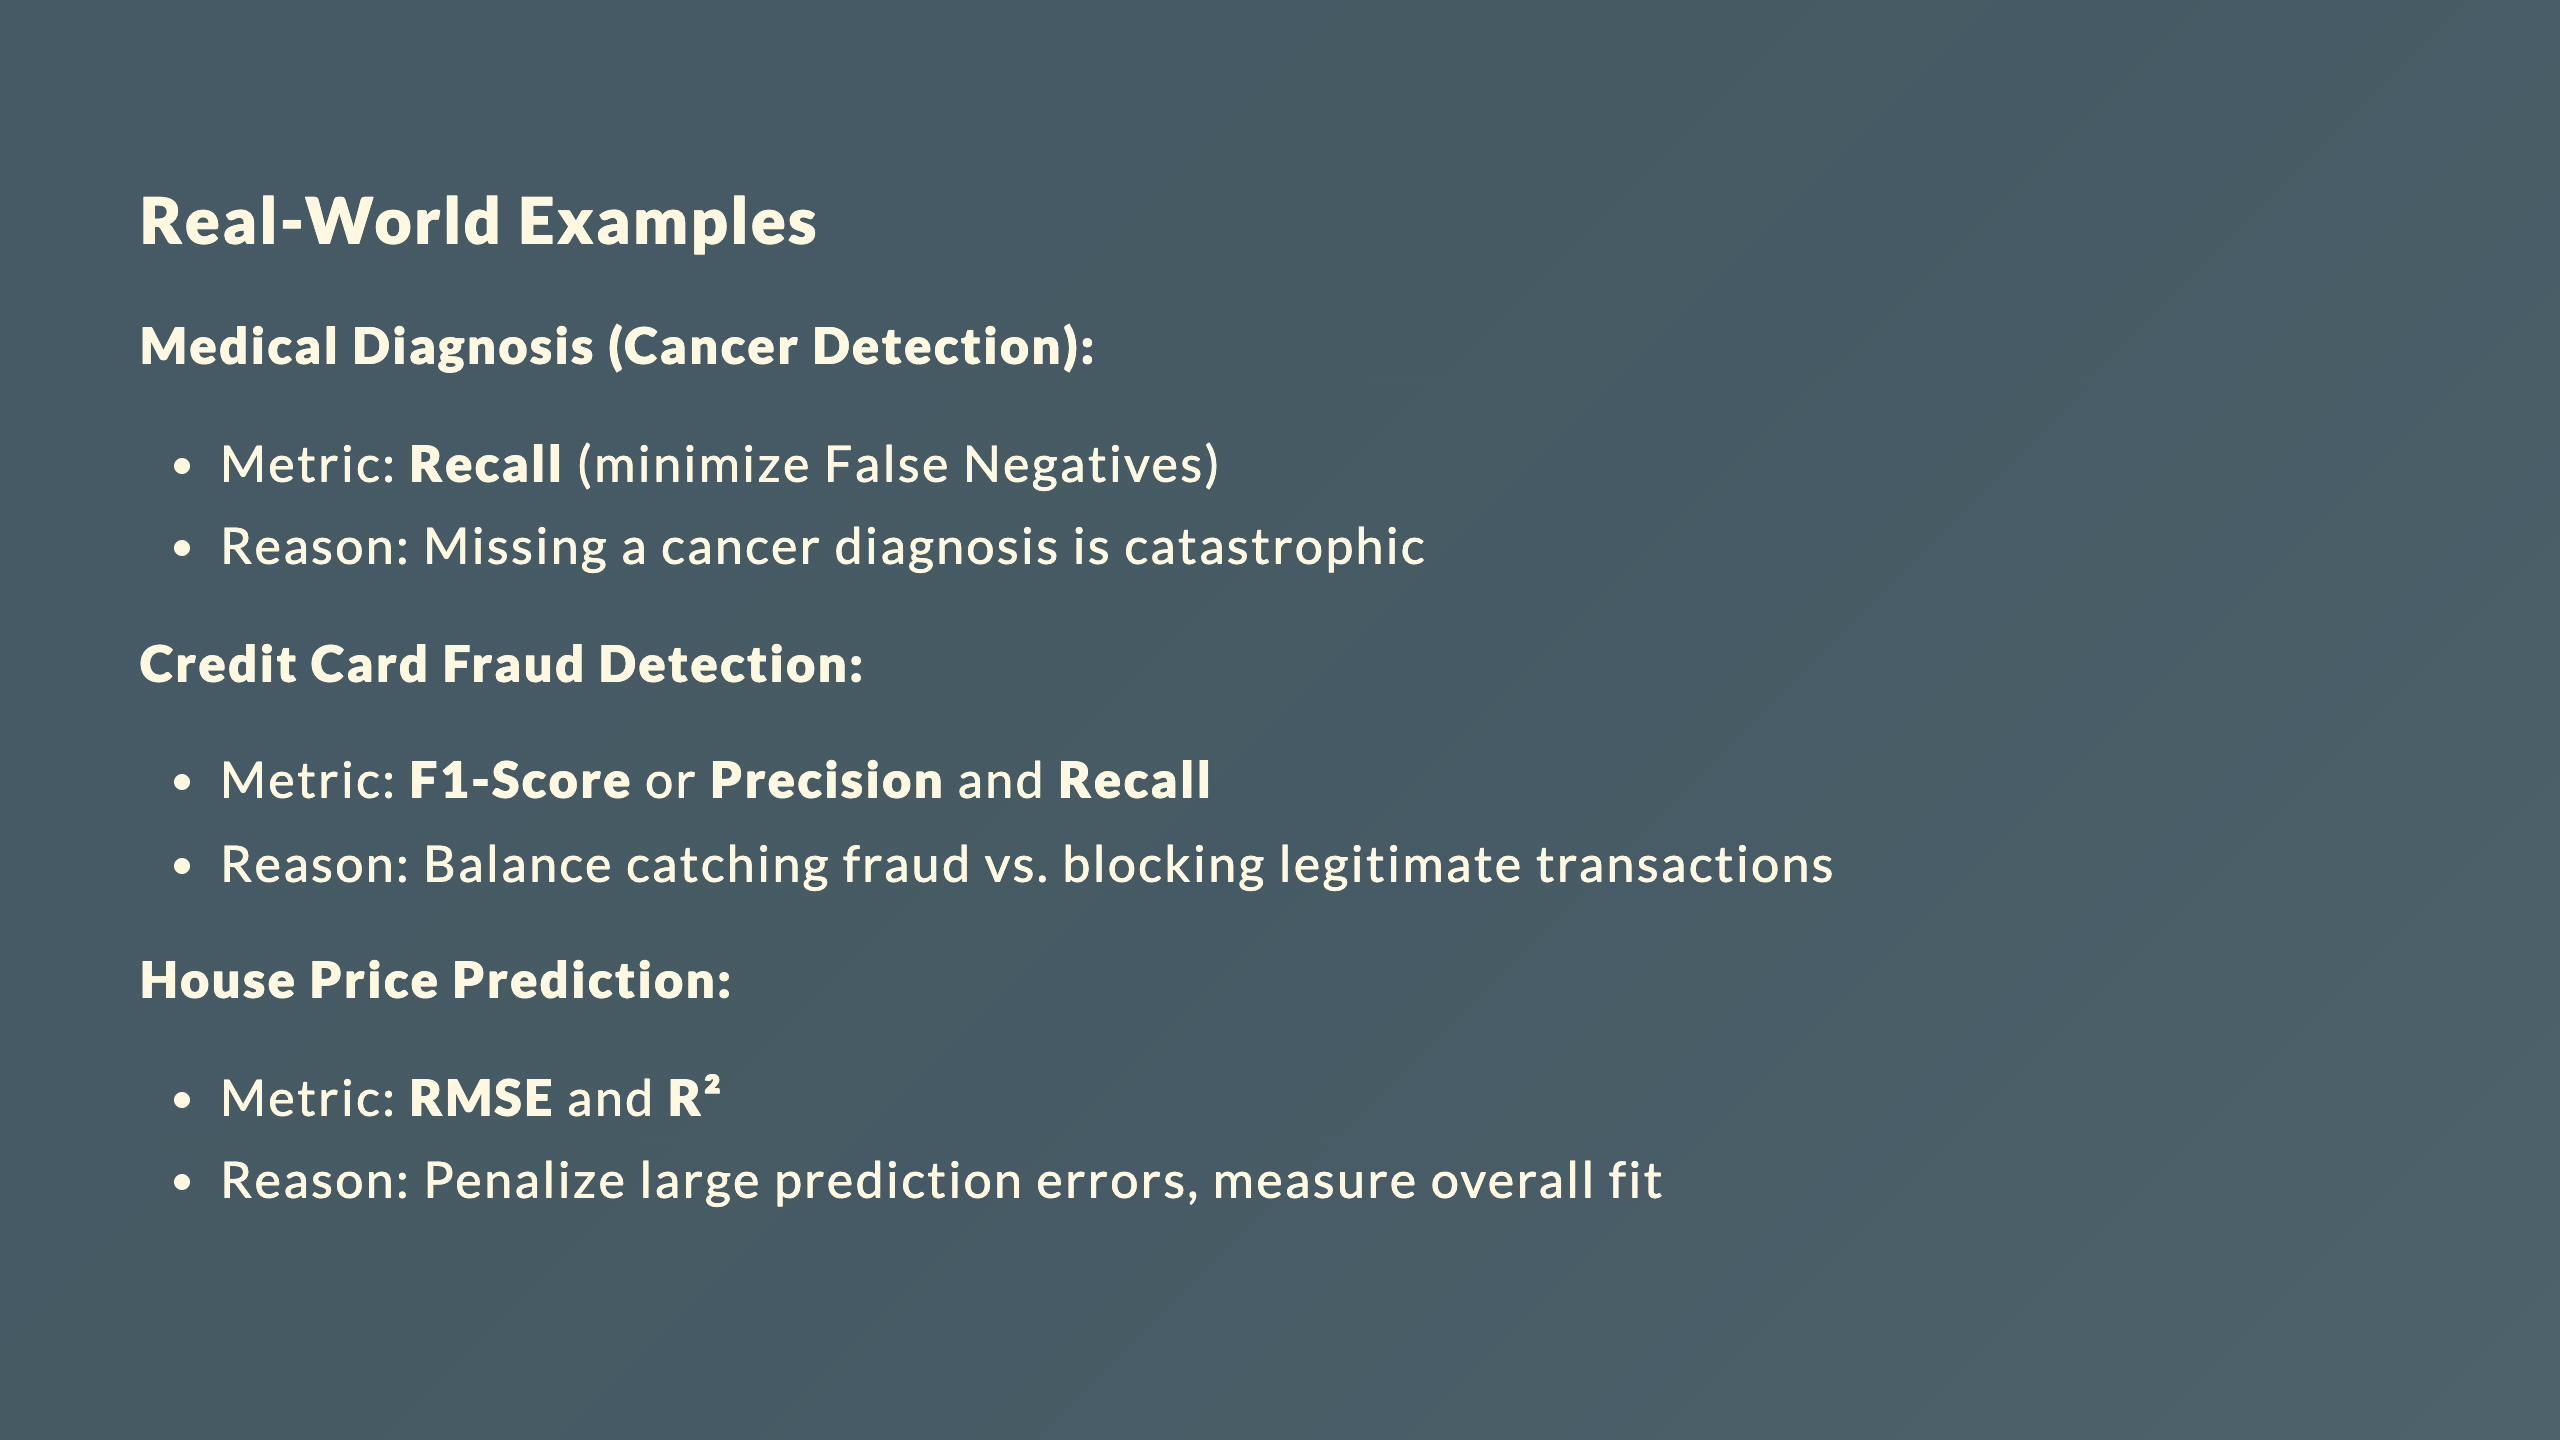 Real-World Examples
Medical Diagnosis (Cancer Detection):
• Metric: Recall (minimize False Negatives)
• Reason: Missing a cancer diagnosis is catastrophic
Credit Card Fraud Detection:
• Metric: F1-Score or Precision and Recall
• Reason: Balance catching fraud vs. blocking legitimate transactions
House Price Prediction:
• Metric: RMSE and R²
• Reason: Penalize large prediction errors, measure overall fit